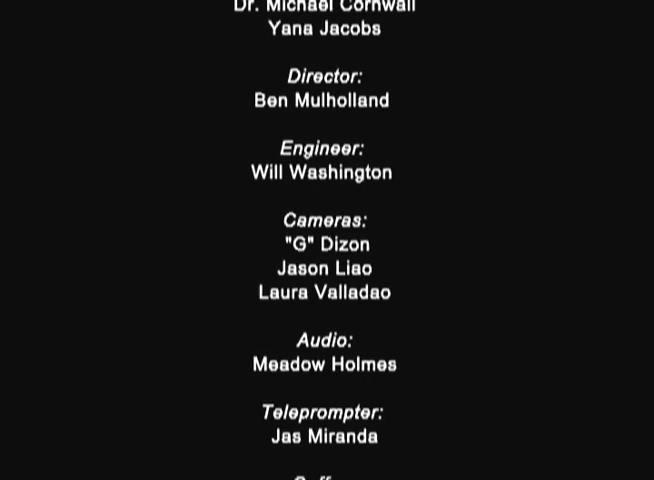 Dr. Michael Cornwall
Yana Jacobs
Director:
Ben Mulholland
Engineer:
Will Washington
Cameras:
"G" Dizon
Jason Liao
Laura Valladao
Audio:
Meadow Holmes
Teleprompter:
Jas Miranda